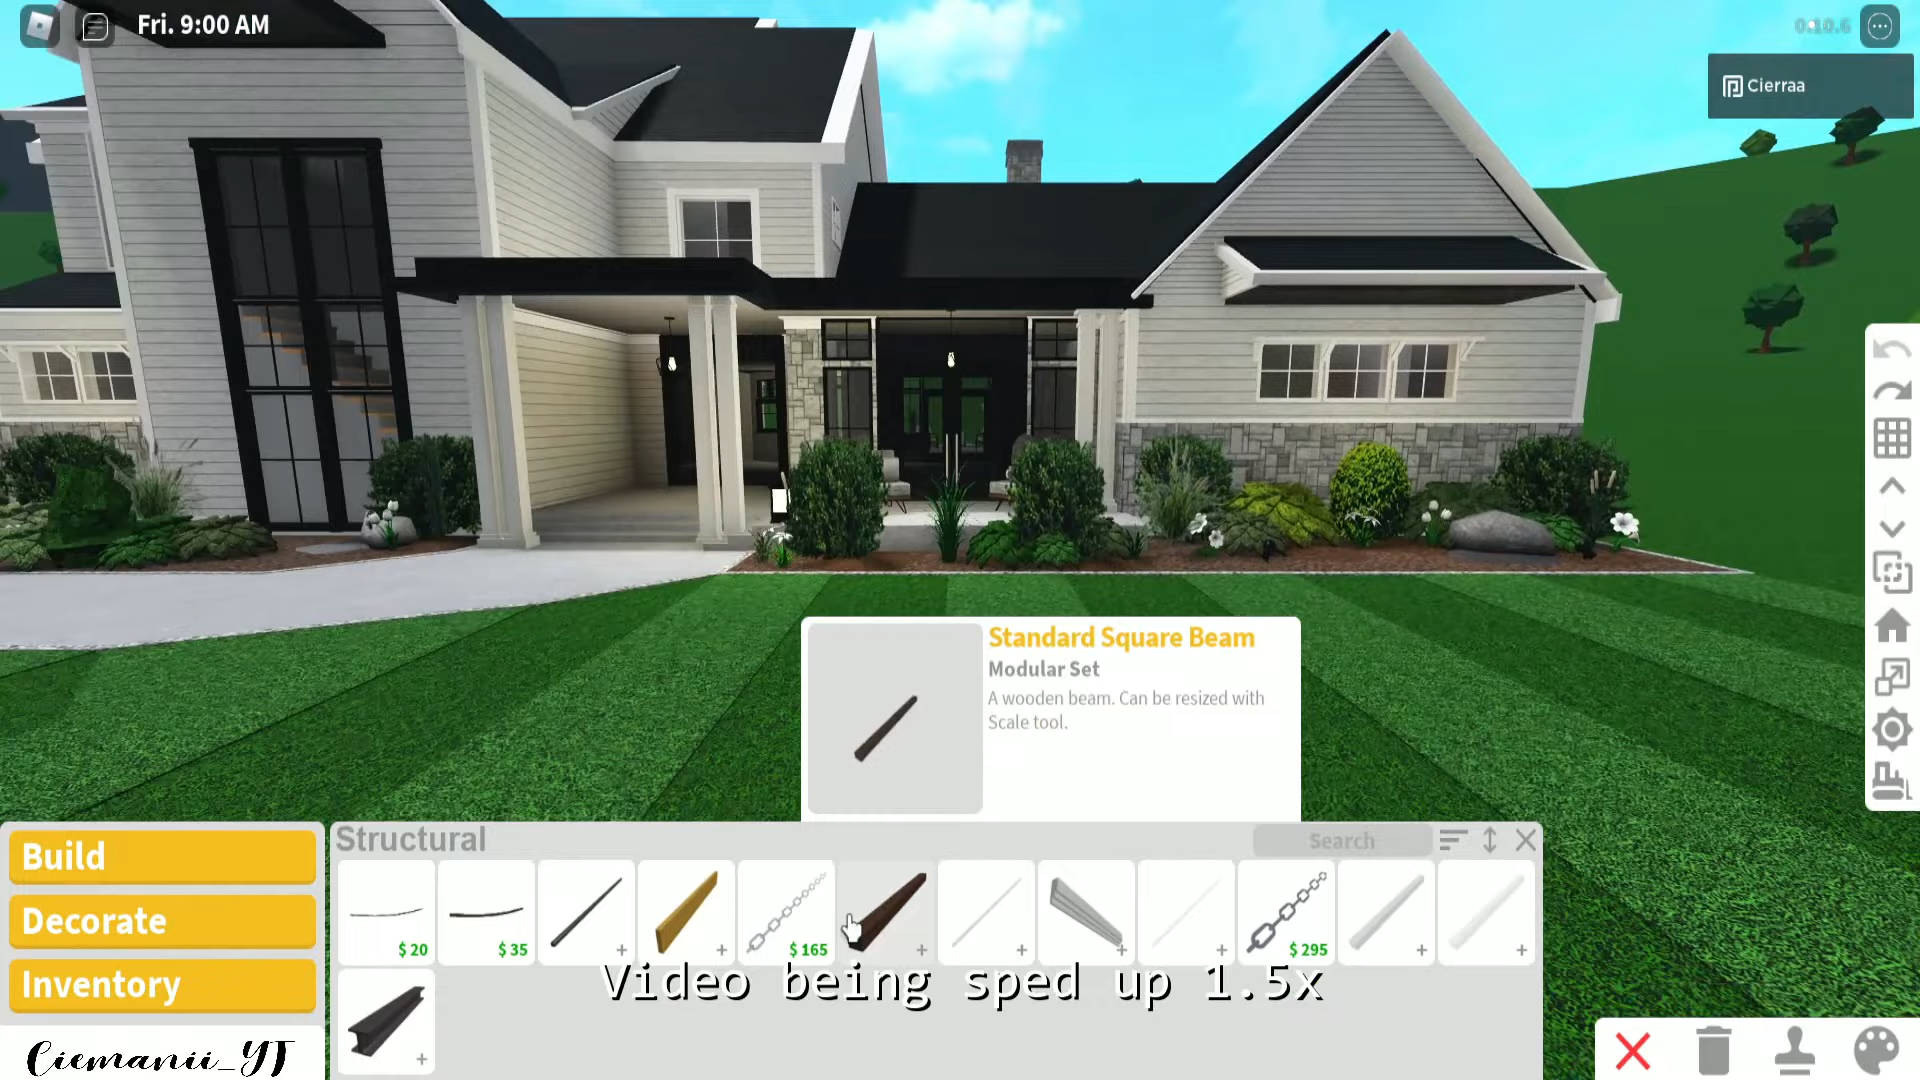 Fri. 9:00 AM
Cierraa
Standard Square Beam
Modular Set
A wooden beam. Can be resized with
Scale tool.
Build
Decorate
Inventory
Structural
Search
$ 20
$ 35
$ 165
$ 295
Video being sped up 1.5x
Ciemanii_YT